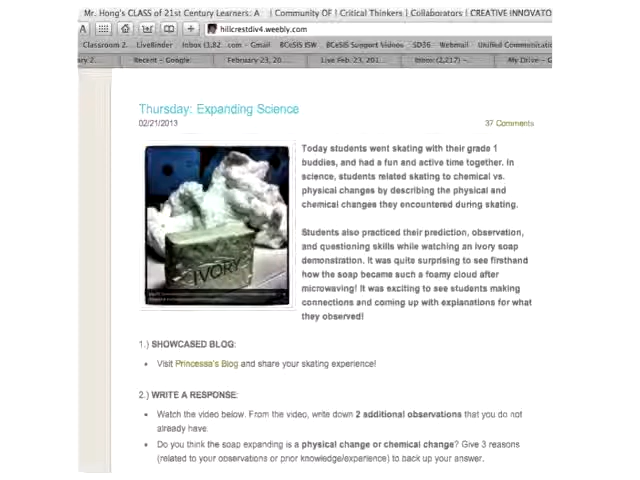 Mr. Hong's CLASS of 21st Century Learners: A | Community OF | Critical Thinkers | Collaborators | CREATIVE INNOVATO
A
hillcrestdiv4.weebly.com
Classroom 2. LiveBinder Inbox (3,82 .com - Gmail BCeSIS ISW BCeSIS Support Videos SD36 Webmail Unified Communicatio
ary 2... Recent - Google... February 23, 20... Live Feb. 23, 201... Inbox (2,217) - My Drive - G
Thursday: Expanding Science
02/21/2013
37 Comments
Today students went skating with their grade 1
buddies, and had a fun and active time together. In
science, students related skating to chemical vs.
physical changes by describing the physical and
chemical changes they encountered during skating.
Students also practiced their prediction, observation,
and questioning skills while watching an ivory soap
demonstration. It was quite surprising to see firsthand
how the soap became such a foamy cloud after
microwaving! It was exciting to see students making
connections and coming up with explanations for what
they observed!
IVORY
1.) SHOWCASED BLOG:
• Visit Princessa's Blog and share your skating experience!
2.) WRITE A RESPONSE:
• Watch the video below. From the video, write down 2 additional observations that you do not
already have.
• Do you think the soap expanding is a physical change or chemical change? Give 3 reasons
(related to your observations or prior knowledge/experience) to back up your answer.